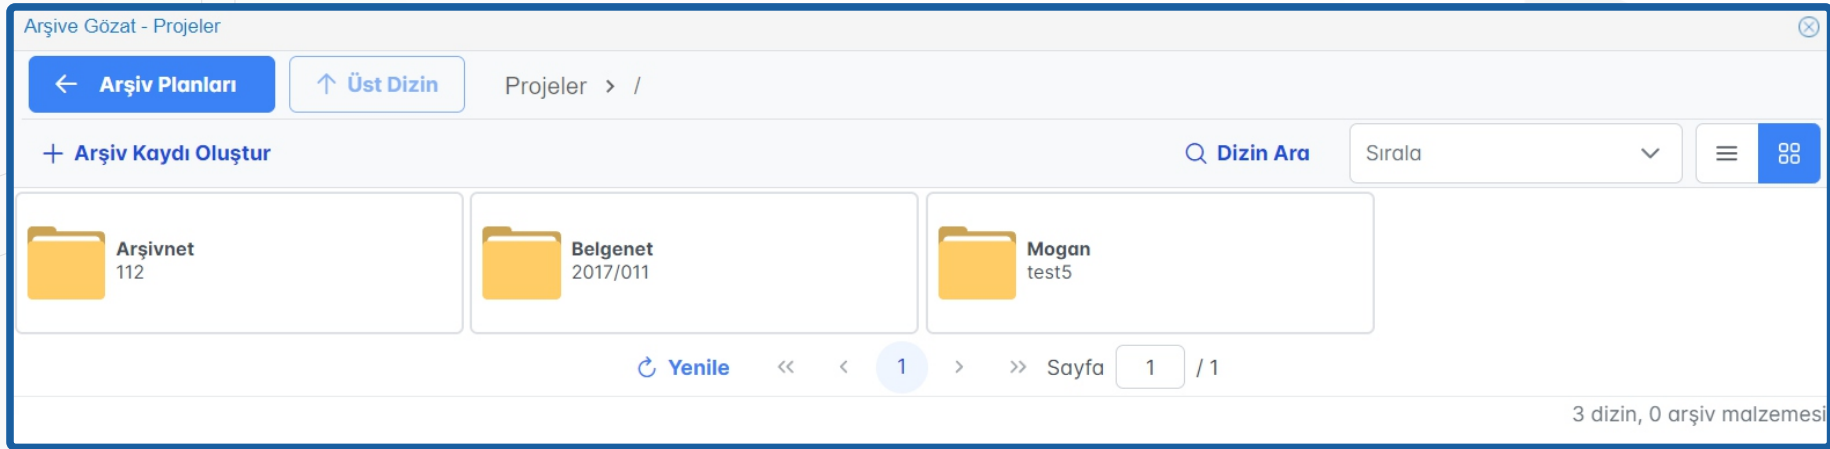 Arşive Gözat - Projeler
Arşiv Planları Üst Dizin Projeler > /
+ Arşiv Kaydı Oluştur Dizin Ara Sırala
Arşivnet Belgenet Mogan
112 2017/011 test5
Yenile << < 1 > >> Sayfa 1 / 1
3 dizin, 0 arşiv malzemesi